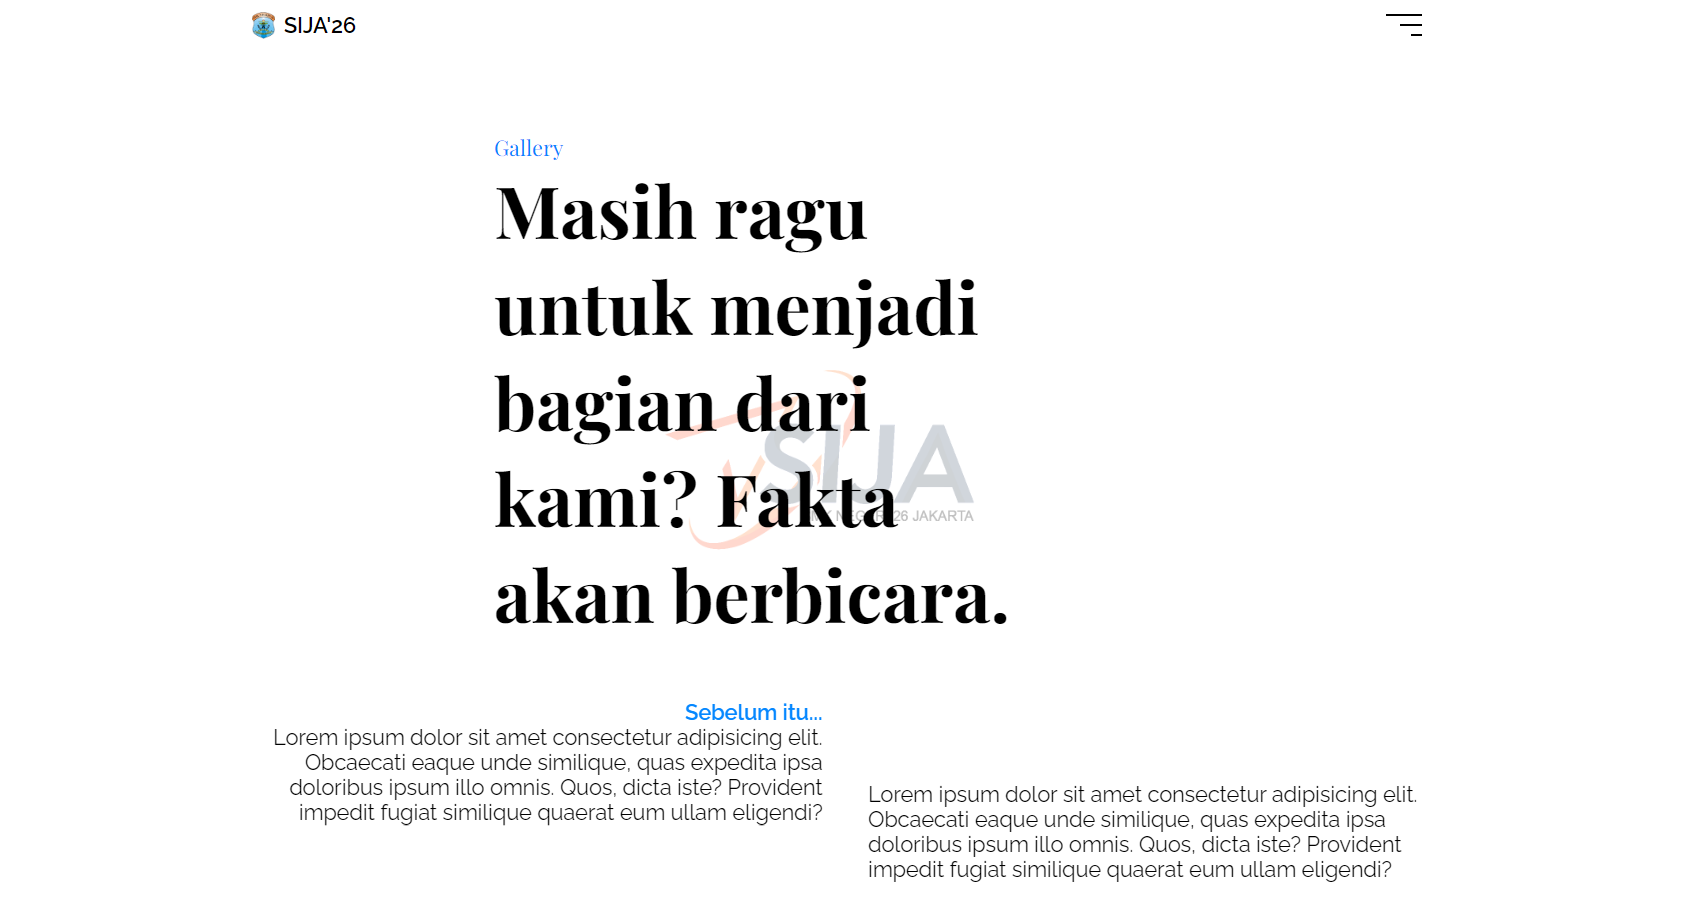 SIJA'26
Gallery
Masih ragu
untuk menjadi
bagian dari
kami? Fakta
akan berbicara.
SIJA
26 JAKARTA
Sebelum itu...
Lorem ipsum dolor sit amet consectetur adipisicing elit.
Obcaecati eaque unde similique, quas expedita ipsa
doloribus ipsum illo omnis. Quos, dicta iste? Provident
impedit fugiat similique quaerat eum ullam eligendi?
Lorem ipsum dolor sit amet consectetur adipisicing elit.
Obcaecati eaque unde similique, quas expedita ipsa
doloribus ipsum illo omnis. Quos, dicta iste? Provident
impedit fugiat similique quaerat eum ullam eligendi?